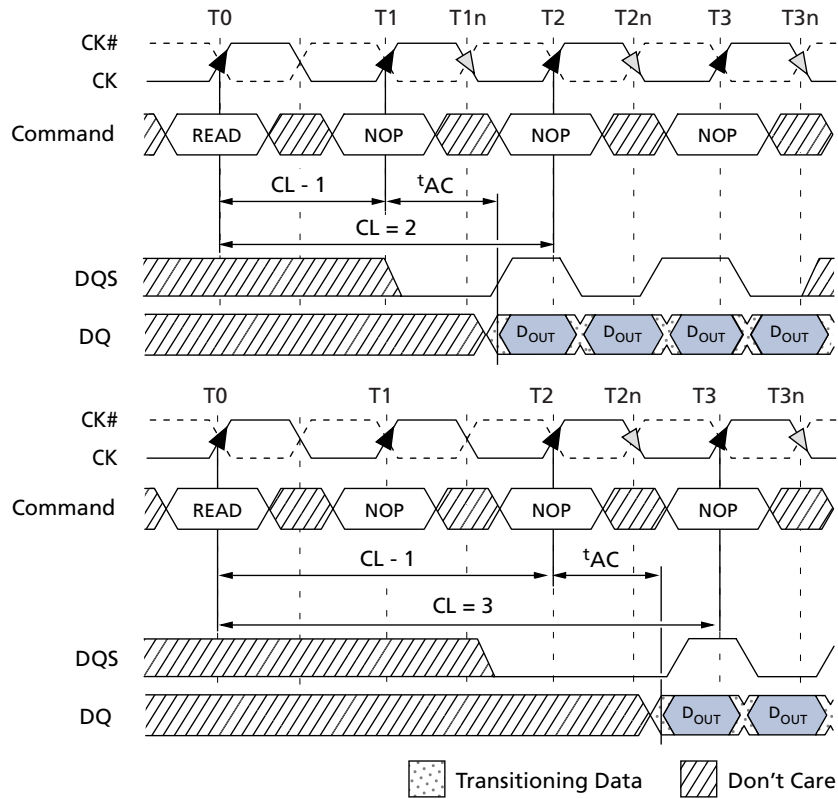 T0 T1 T1n T2 T2n T3 T3n
CK#
CK
Command READ NOP NOP NOP
CL - 1 tAC
CL = 2
DQS
DQ DOUT DOUT DOUT DOUT
T0 T1 T2 T2n T3 T3n
CK#
CK
Command READ NOP NOP NOP
CL - 1 tAC
CL = 3
DQS
DQ DOUT DOUT
Transitioning Data Don't Care